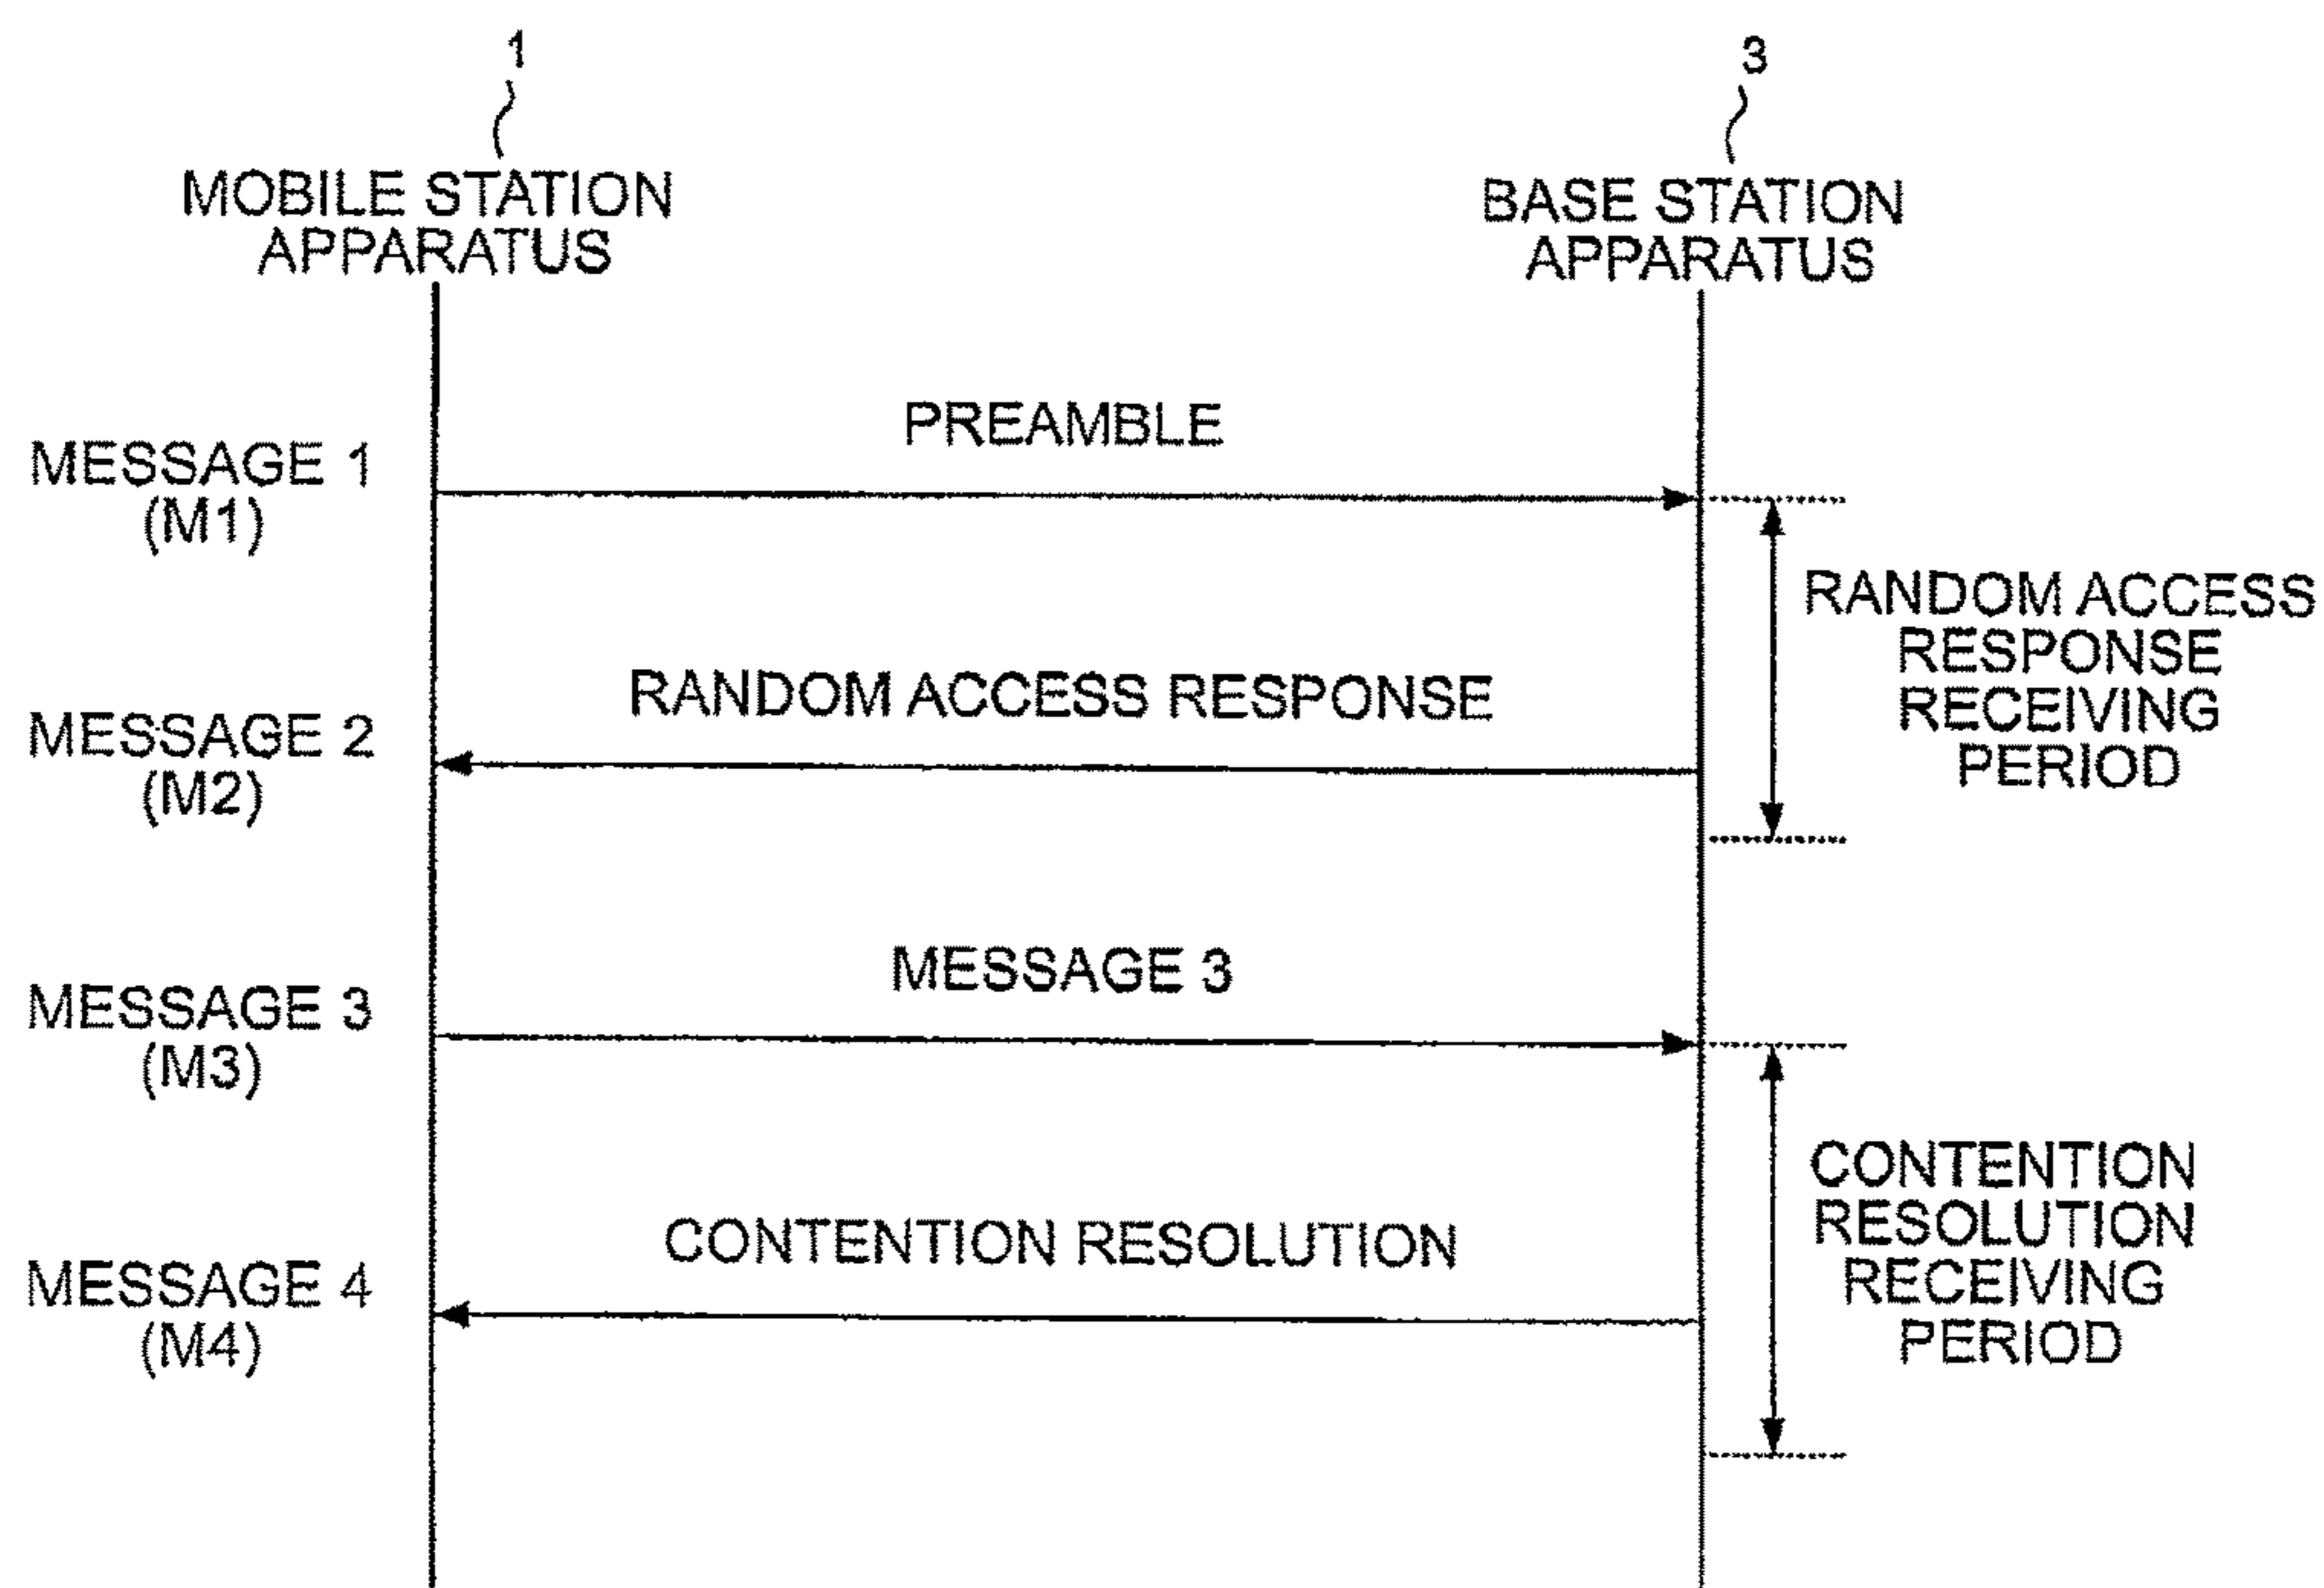 1
3
MOBILE STATION
APPARATUS
BASE STATION
APPARATUS
PREAMBLE
MESSAGE 1
(M1)
RANDOM ACCESS
RESPONSE
RECEIVING
PERIOD
RANDOM ACCESS RESPONSE
MESSAGE 2
(M2)
MESSAGE 3
MESSAGE 3
(M3)
CONTENTION
RESOLUTION
RECEIVING
PERIOD
CONTENTION RESOLUTION
MESSAGE 4
(M4)